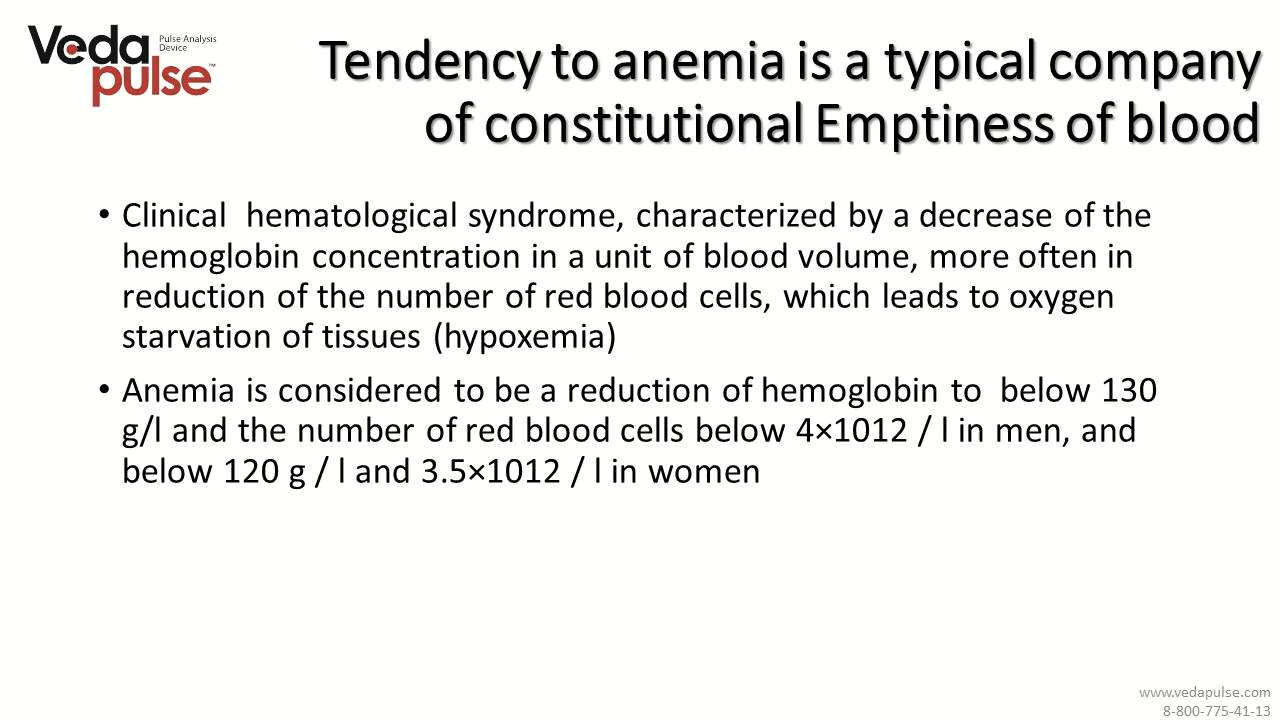 Veda
pulse™
Pulse Analysis
Device
Tendency to anemia is a typical company
of constitutional Emptiness of blood
• Clinical hematological syndrome, characterized by a decrease of the
hemoglobin concentration in a unit of blood volume, more often in
reduction of the number of red blood cells, which leads to oxygen
starvation of tissues (hypoxemia)
• Anemia is considered to be a reduction of hemoglobin to below 130
g/l and the number of red blood cells below 4×1012 / l in men, and
below 120 g / l and 3.5×1012 / l in women
www.vedapulse.com
8-800-775-41-13